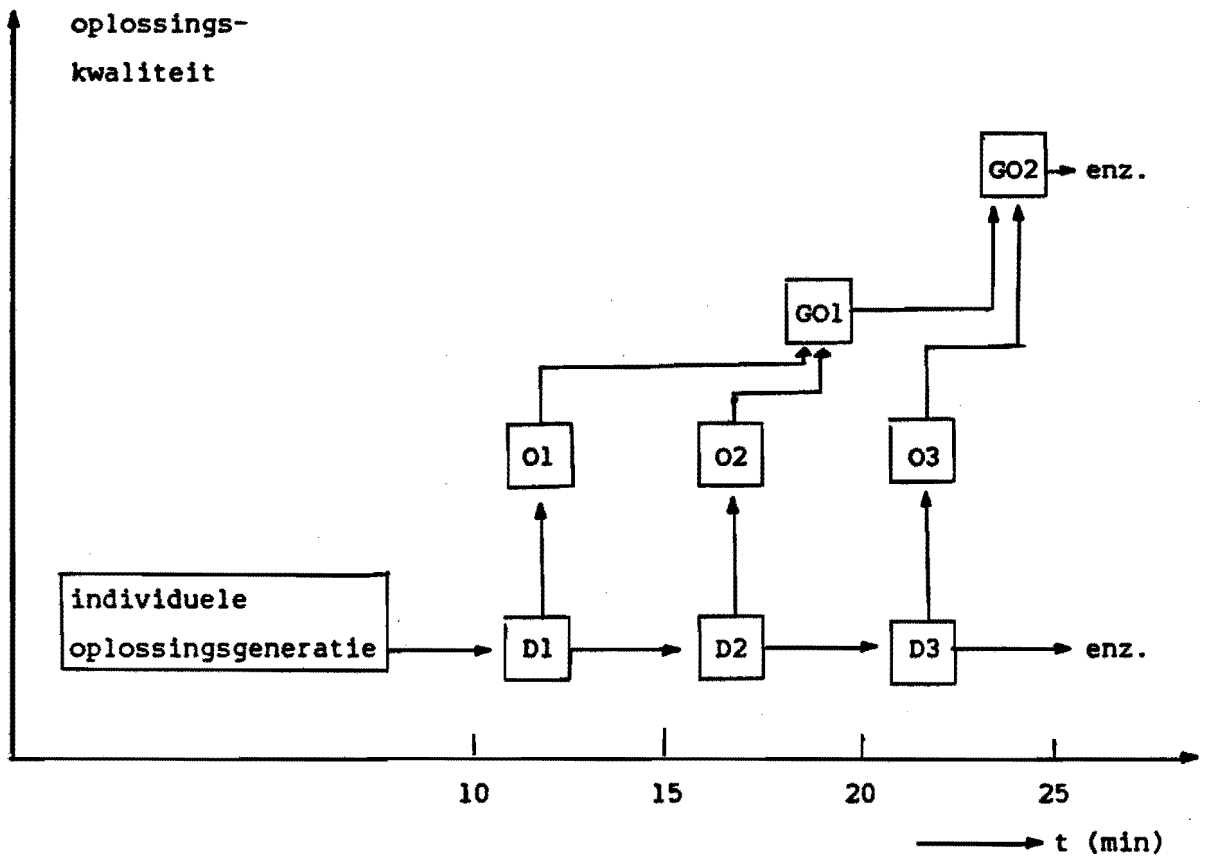 oplossings-
kwaliteit
GO2 enz.
GO1
O1 O2 O3
individuele
oplossingsgeneratie D1 D2 D3 enz.
10 15 20 25
t (min)